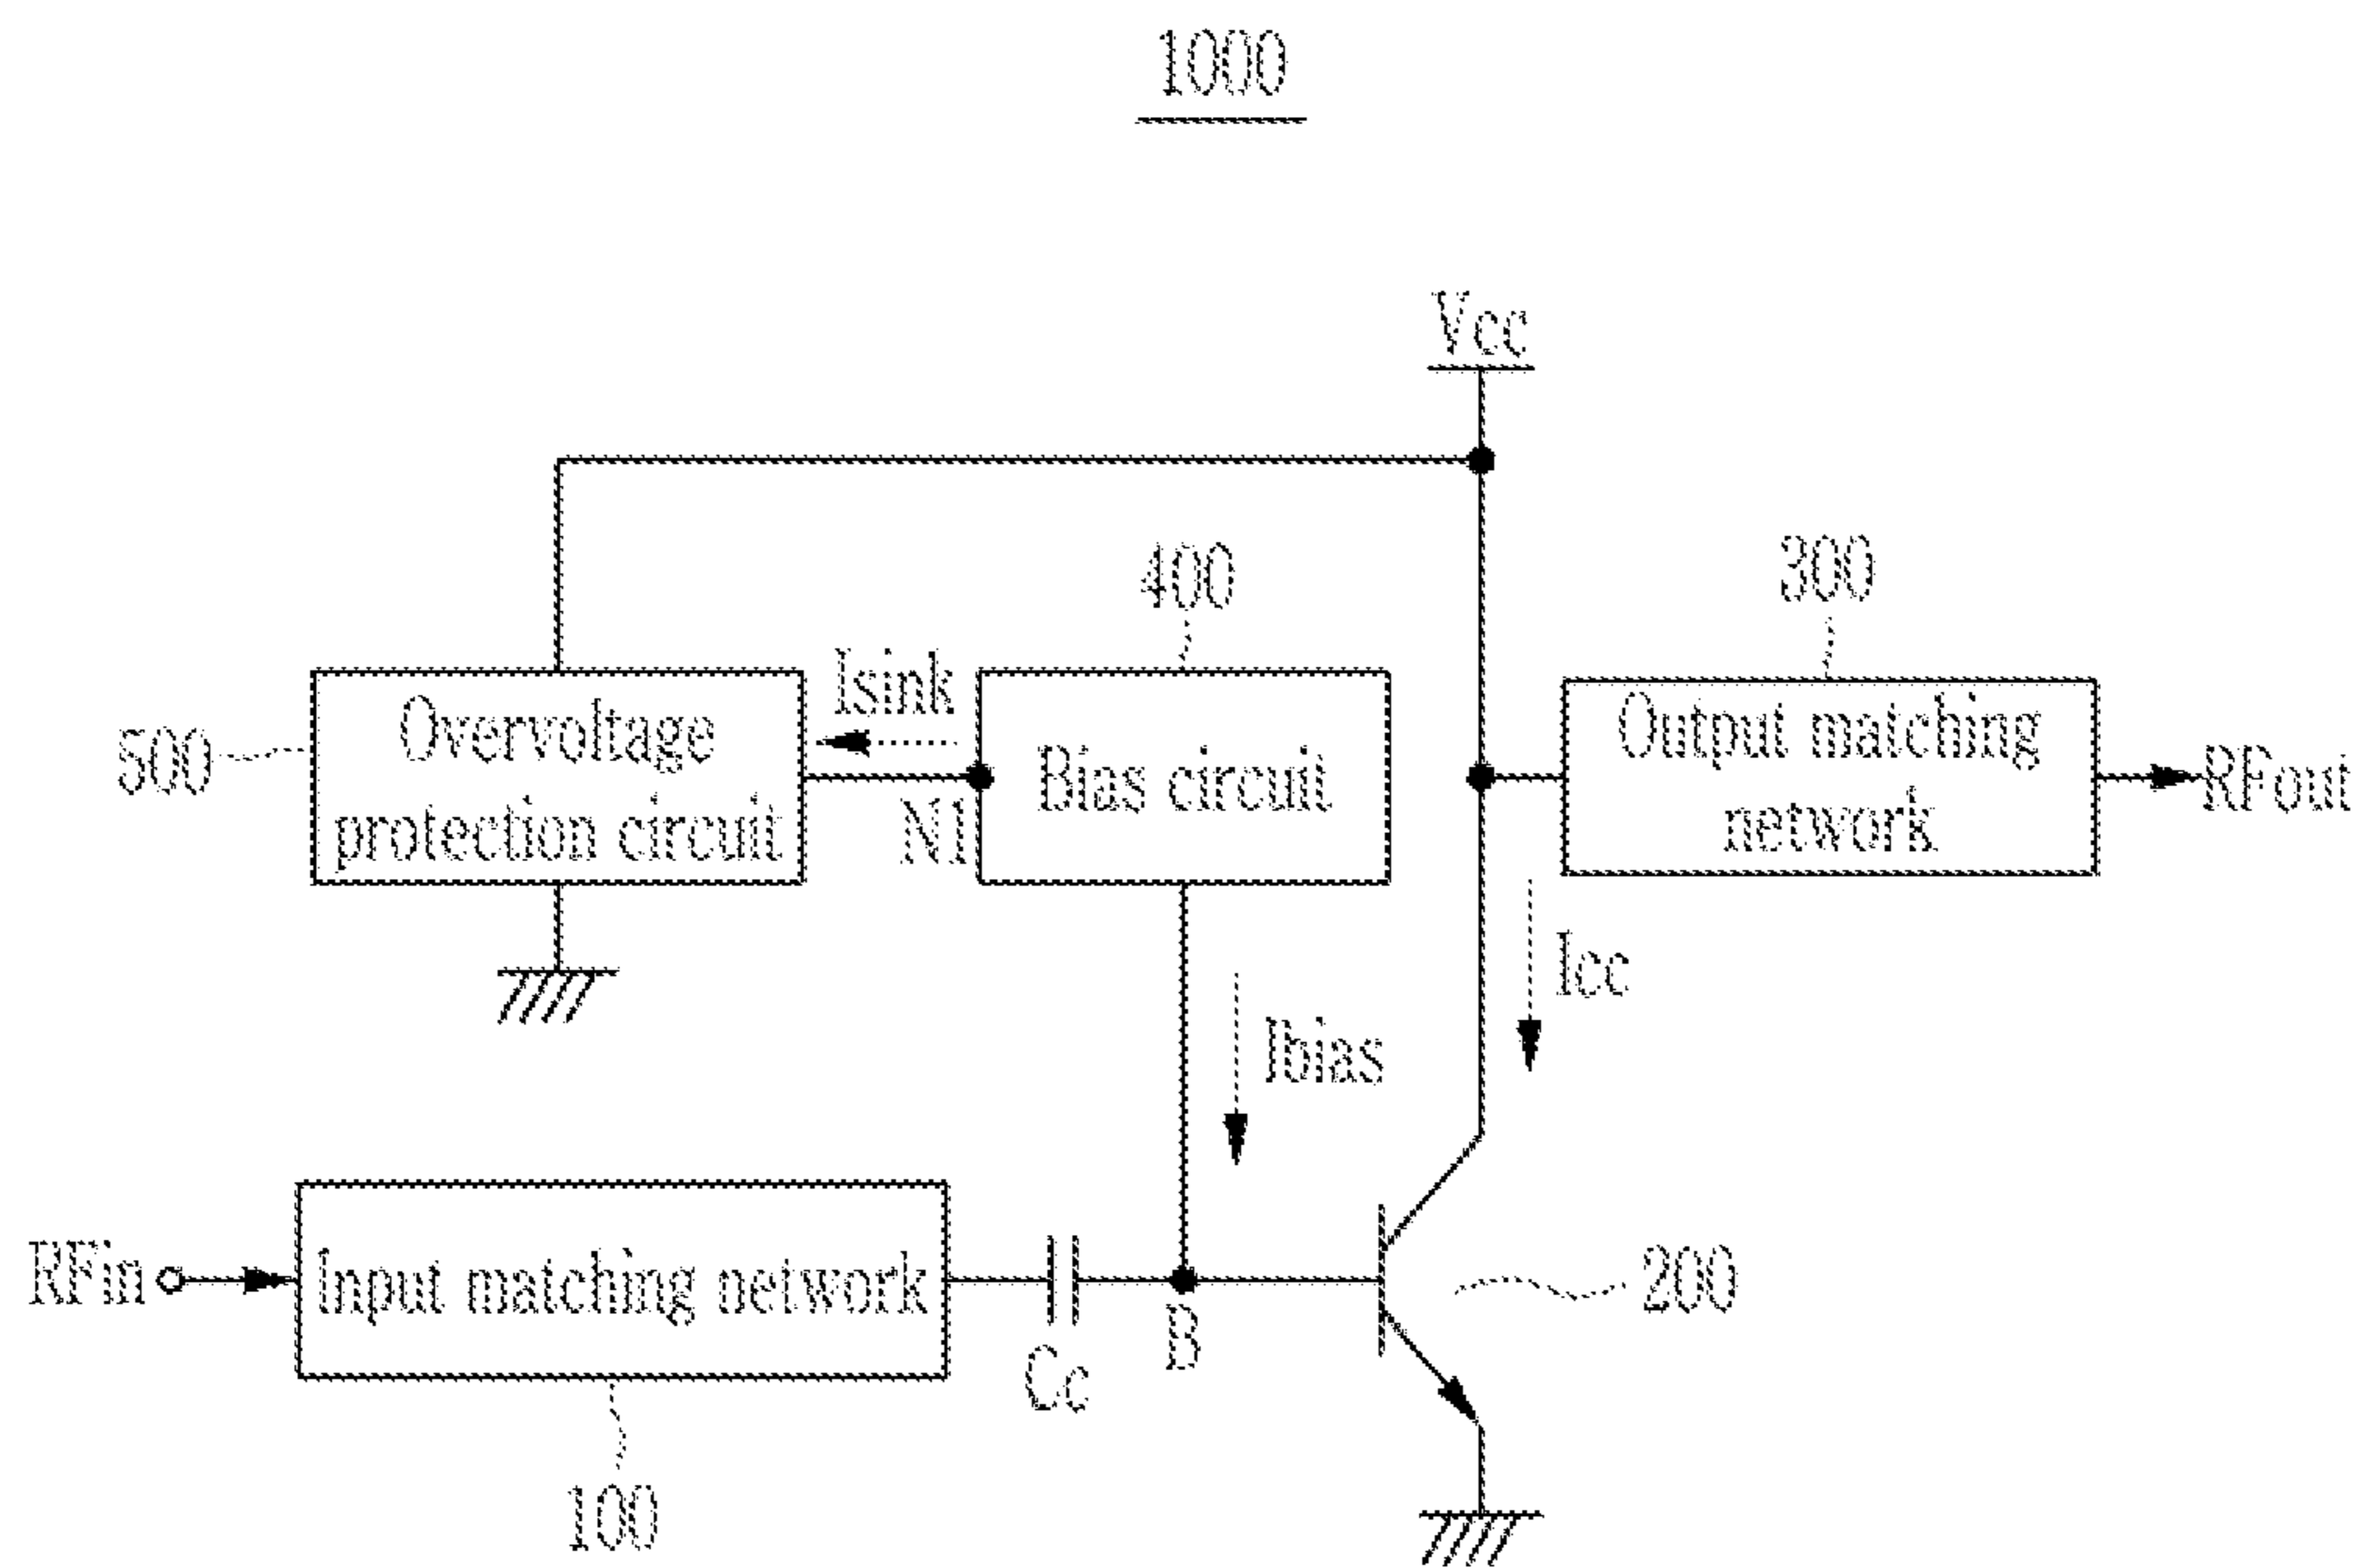 1000
Vcc
400
300
Isink
500
Overvoltage
protection circuit
N1
Bias circuit
Output matching
network
RFout
Icc
Ibias
RFin
Input matching network
Cc
B
200
100